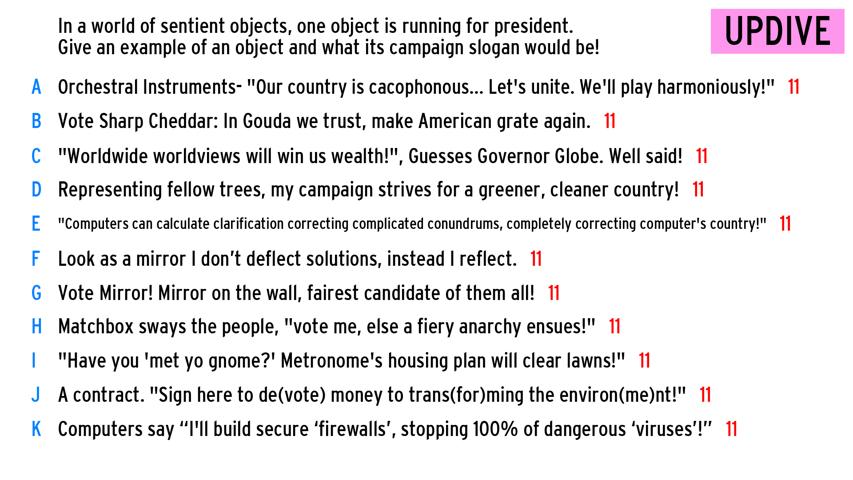 In a world of sentient objects, one object is running for president.
Give an example of an object and what its campaign slogan would be!
UPDIVE
A Orchestral Instruments- "Our country is cacophonous... Let's unite. We'll play harmoniously!" 11
B Vote Sharp Cheddar: In Gouda we trust, make American grate again. 11
C "Worldwide worldviews will win us wealth!", Guesses Governor Globe. Well said! 11
D Representing fellow trees, my campaign strives for a greener, cleaner country! 11
E "Computers can calculate clarification correcting complicated conundrums, completely correcting computer's country!" 11
F Look as a mirror I don’t deflect solutions, instead I reflect. 11
G Vote Mirror! Mirror on the wall, fairest candidate of them all! 11
H Matchbox sways the people, "vote me, else a fiery anarchy ensues!" 11
I "Have you 'met yo gnome?' Metronome's housing plan will clear lawns!" 11
J A contract. "Sign here to de(vote) money to trans(for)ming the environ(me)nt!" 11
K Computers say “I'll build secure ‘firewalls’, stopping 100% of dangerous ‘viruses’!” 11